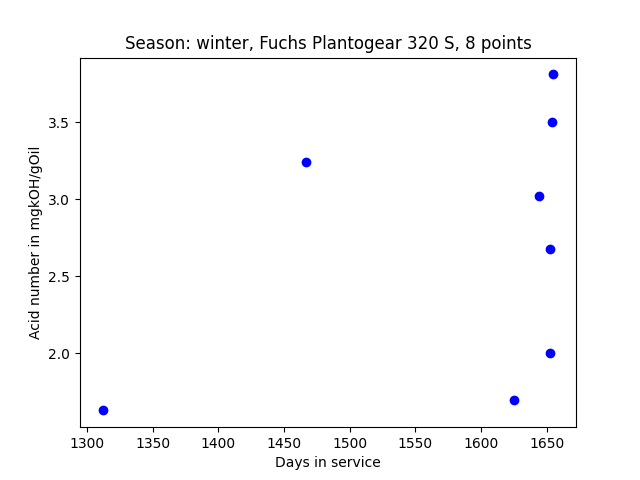 Season: winter, Fuchs Plantogear 320 S, 8 points
Acid number in mgkOH/gOil
3.5
3.0
2.5
2.0
1300 1350 1400 1450 1500 1550 1600 1650
Days in service